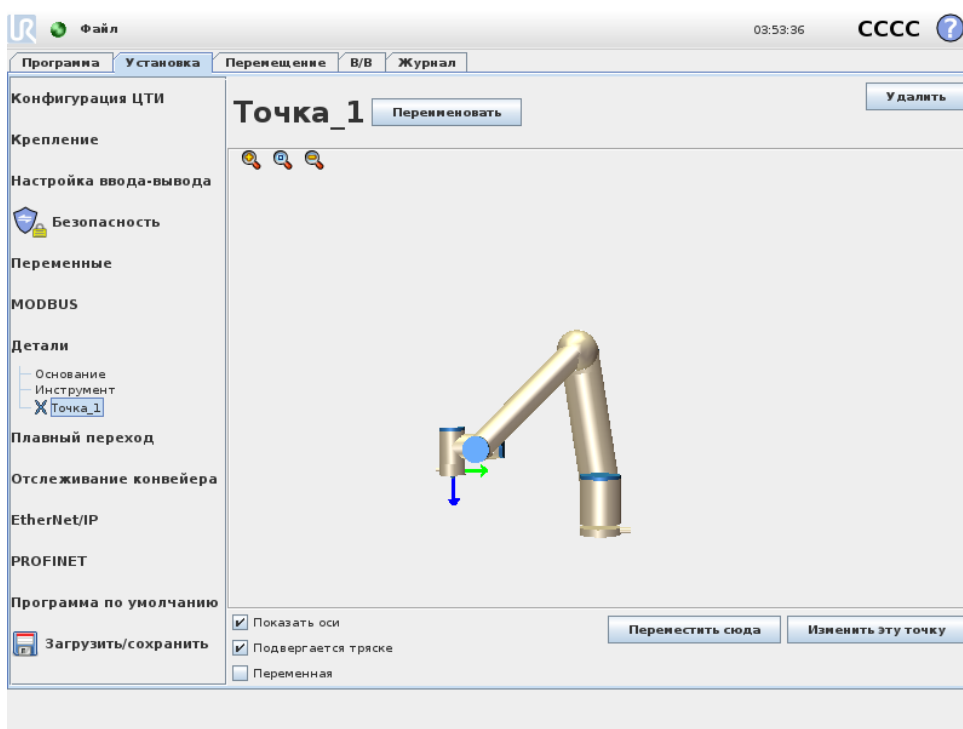 UR Файл 03:53:36 CCCC ?
Программа Установка Перемещение В/В Журнал
Конфигурация ЦТИ
Крепление
Настройка ввода-вывода
Безопасность
Переменные
MODBUS
Детали
Основание
Инструмент
Точка_1
Плавный переход
Отслеживание конвейера
EtherNet/IP
PROFINET
Программа по умолчанию
Загрузить/сохранить
Точка_1 Переименовать Удалить
Показать оси
Подвергается тряске
Переменная
Переместить сюда Изменить эту точку